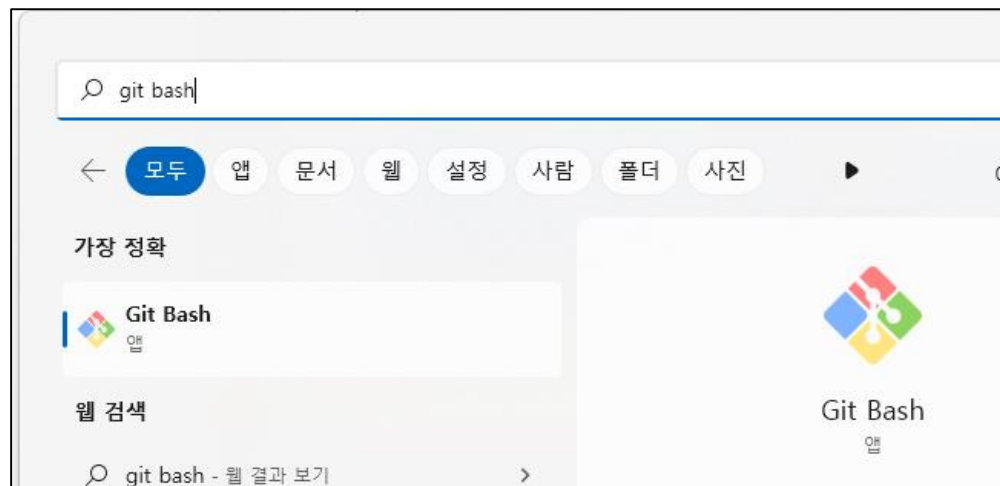 git bash
모두 앱 문서 웹 설정 사람 폴더 사진
가장 정확
Git Bash
앱
웹 검색
git bash - 웹 결과 보기
Git Bash
앱